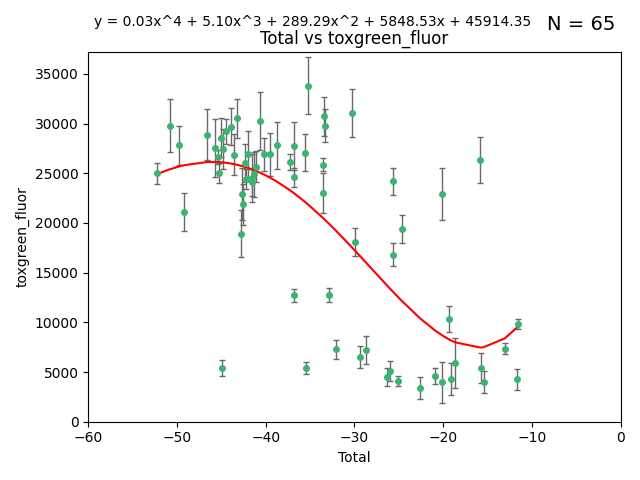 y = 0.03x^4 + 5.10x^3 + 289.29x^2 + 5848.53x + 45914.35 N = 65
Total vs toxgreen_fluor
35000
30000
25000
20000
15000
10000
5000
0
toxgreen_fluor
−60 −50 −40 −30 −20 −10 0
Total